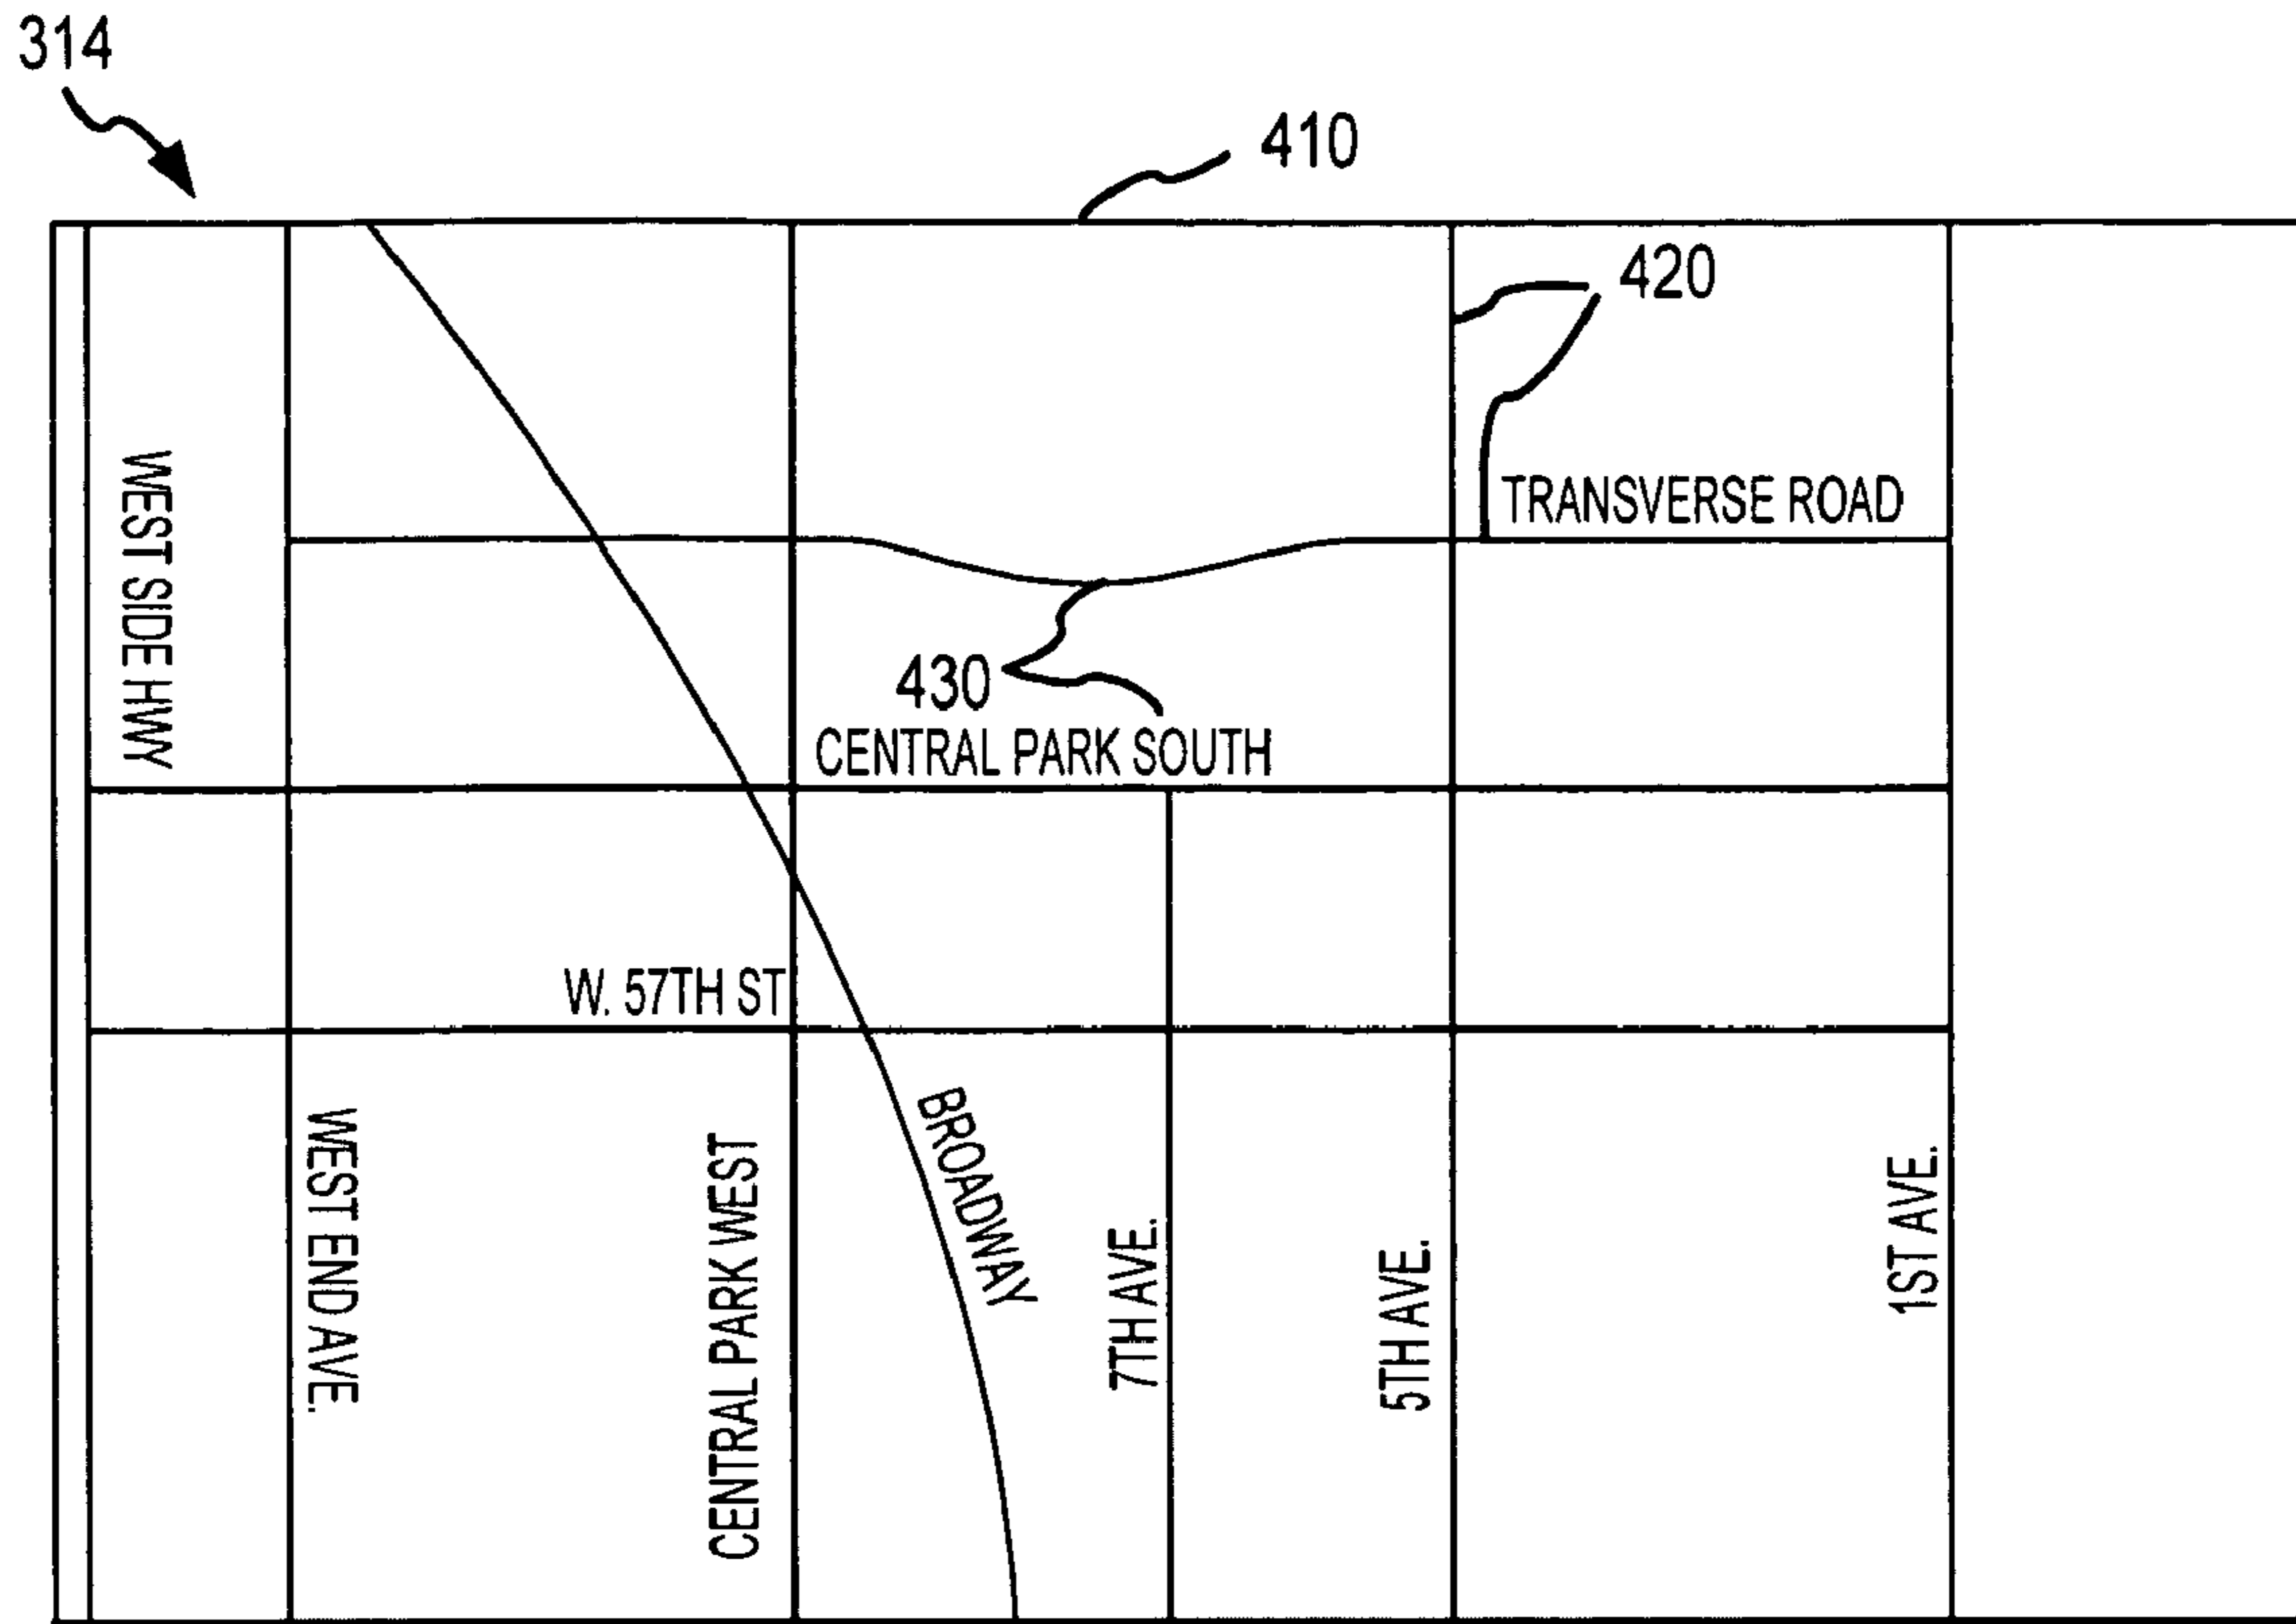 314
410
420
TRANSVERSE ROAD
WEST SIDE HWY
430
CENTRAL PARK SOUTH
W. 57TH ST
WEST END AVE.
CENTRAL PARK WEST
BROADWAY
7TH AVE.
5TH AVE.
1ST AVE.